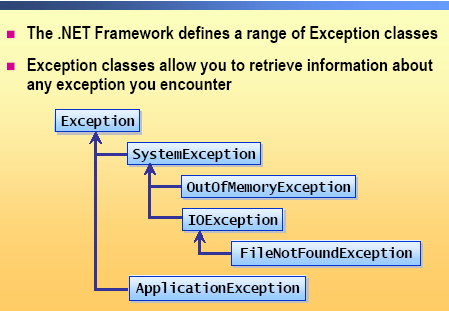 The .NET Framework defines a range of Exception classes
Exception classes allow you to retrieve information about
any exception you encounter
Exception
SystemException
OutOfMemoryException
IOException
FileNotFoundException
ApplicationException